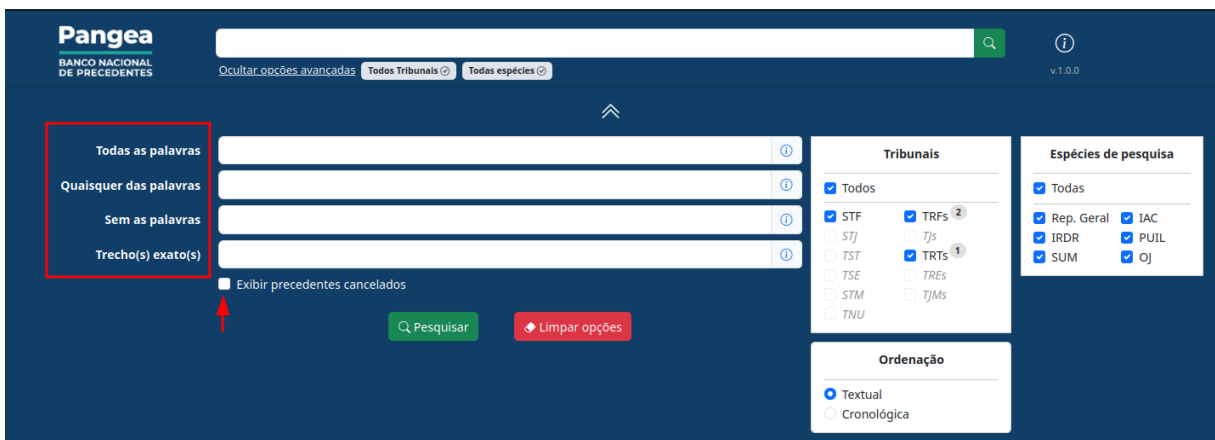 Pangea
BANCO NACIONAL
DE PRECEDENTES
Ocultar opções avançadas Todos Tribunais Todas espécies
v.1.0.0
Todas as palavras
Quaisquer das palavras
Sem as palavras
Trecho(s) exato(s)
Exibir precedentes cancelados
Pesquisar Limpar opções
Tribunais
Todos
STF TRFs 2
STJ TJs
TST TRTs 1
TSE TREs
STM TJMs
TNU
Ordenação
Textual
Cronológica
Espécies de pesquisa
Todas
Rep. Geral IAC
IRDR PUIL
SUM OJ